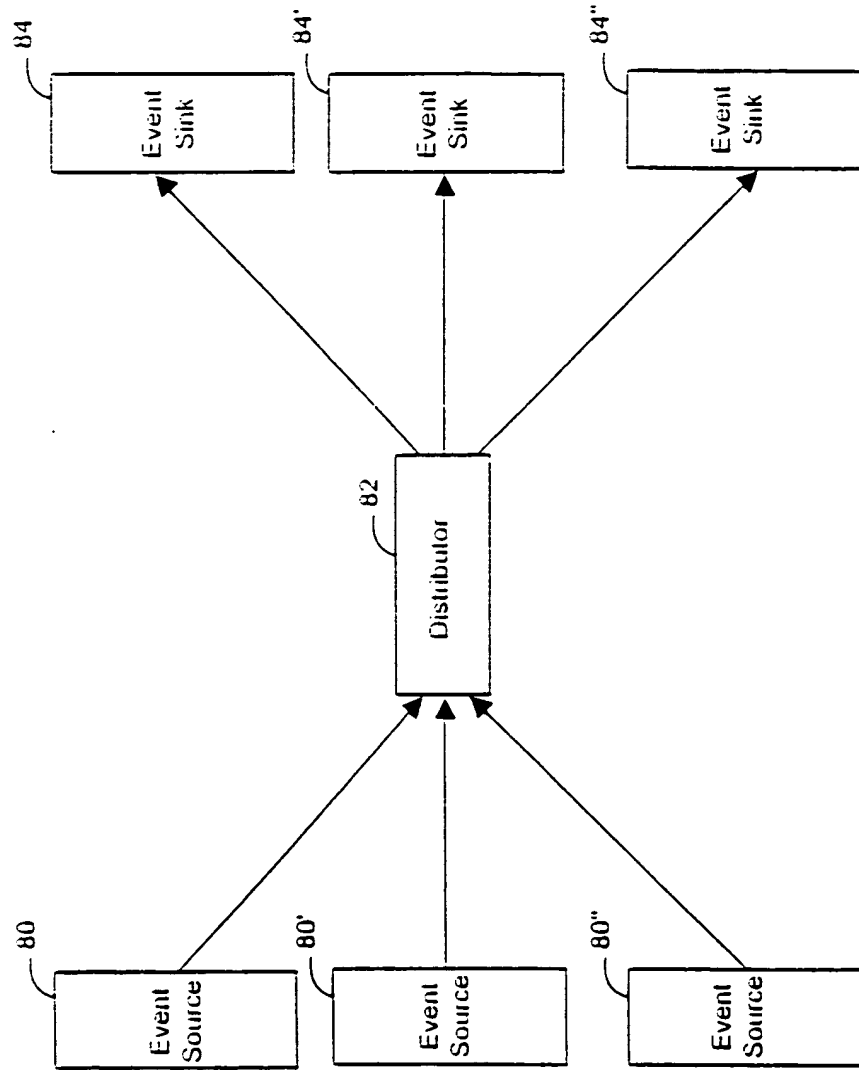 80
Event
Source
80'
Event
Source
80"
Event
Source
82
Distributor
84
Event
Sink
84'
Event
Sink
84"
Event
Sink